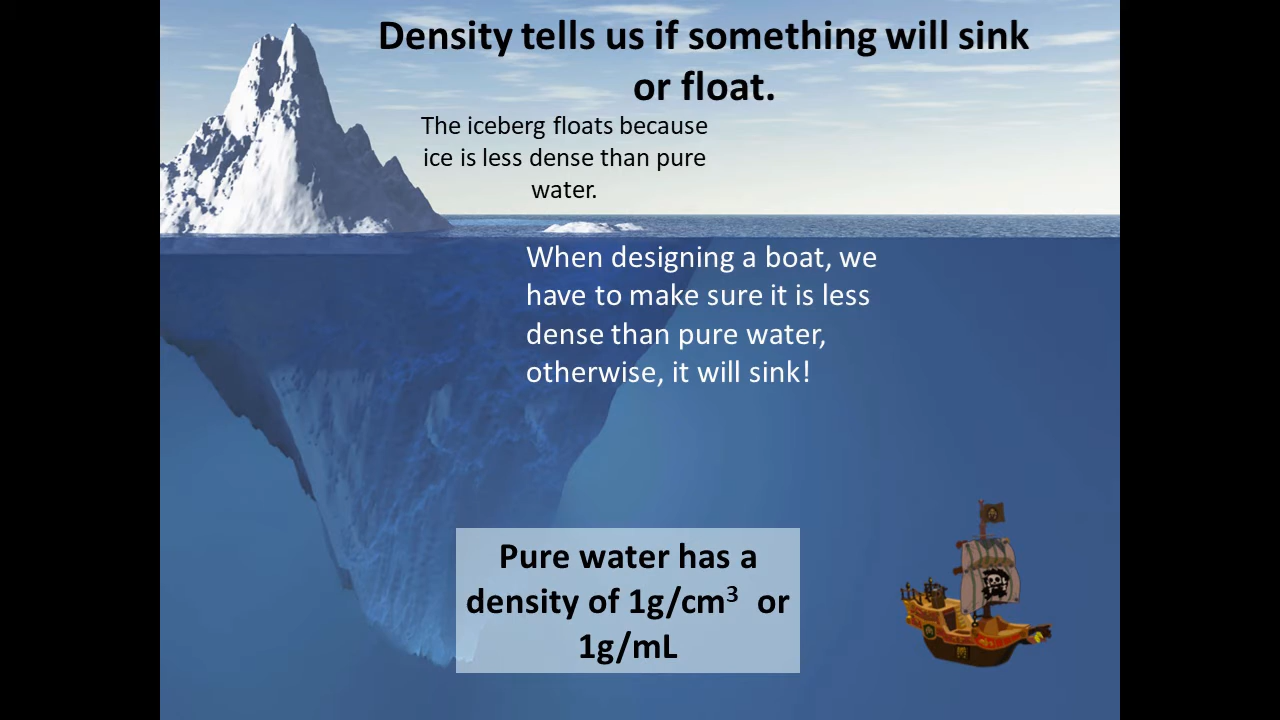 Density tells us if something will sink
or float.
The iceberg floats because
ice is less dense than pure
water.
When designing a boat, we
have to make sure it is less
dense than pure water,
otherwise, it will sink!
Pure water has a
density of 1g/cm³ or
1g/mL